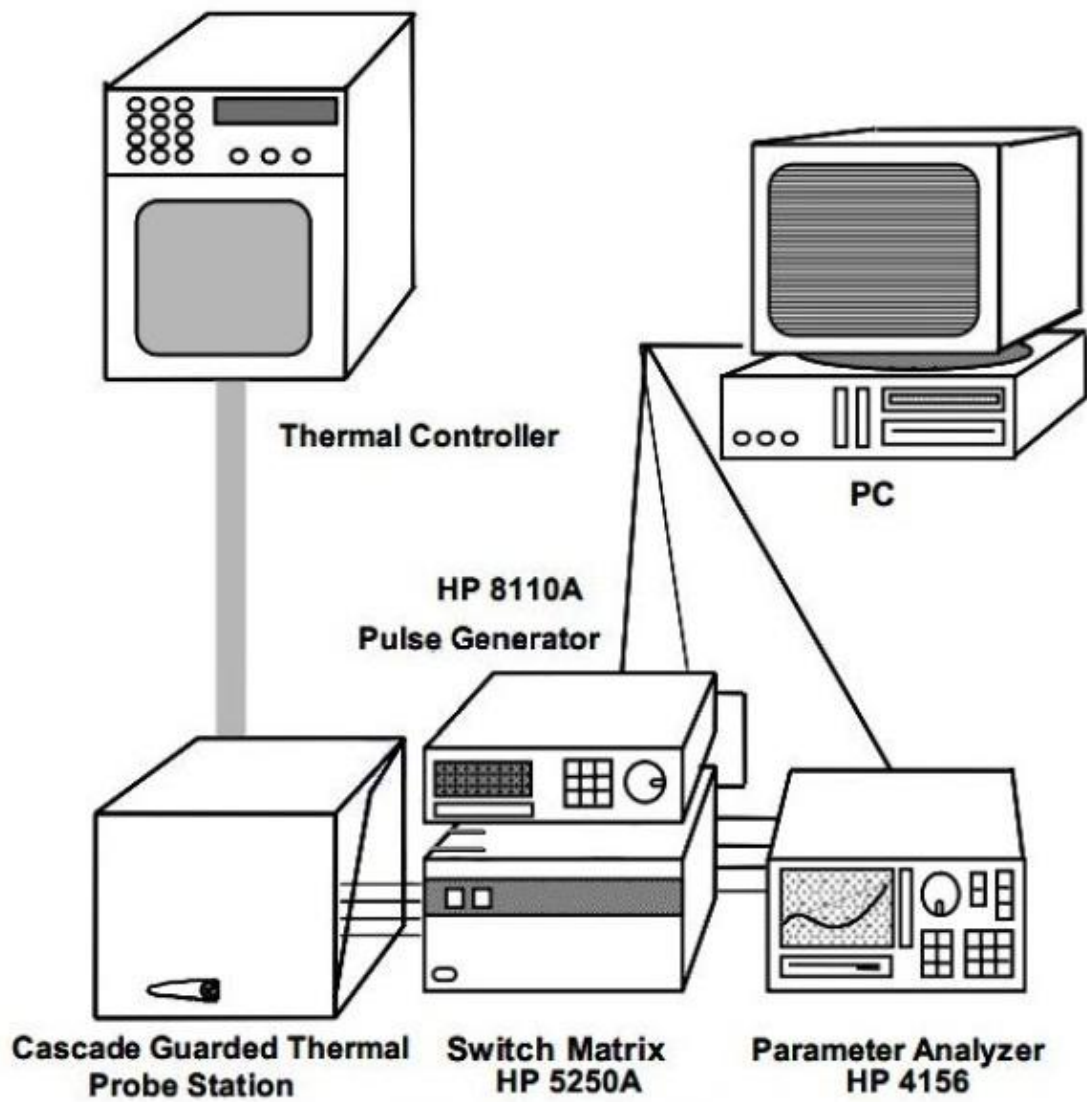 Thermal Controller
PC
HP 8110A
Pulse Generator
Cascade Guarded Thermal
Probe Station
Switch Matrix
HP 5250A
Parameter Analyzer
HP 4156